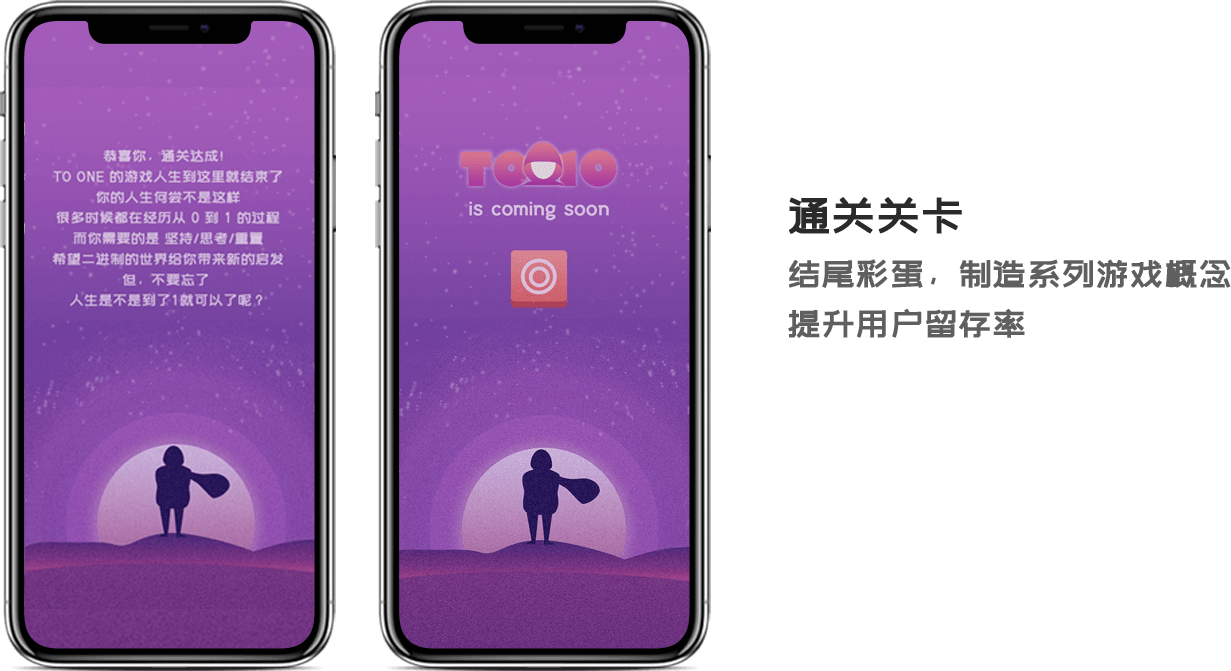 恭喜你，通关达成！
TO ONE 的游戏人生到这里就结束了
你的人生何尝不是这样
很多时候都在经历从 0 到 1 的过程
而你需要的是 坚持/思考/重置
希望二进制的世界给你带来新的启发
但，不要忘了
人生是不是到了1就可以了呢？
TO 10
is coming soon
通关关卡
结尾彩蛋，制造系列游戏概念
提升用户留存率